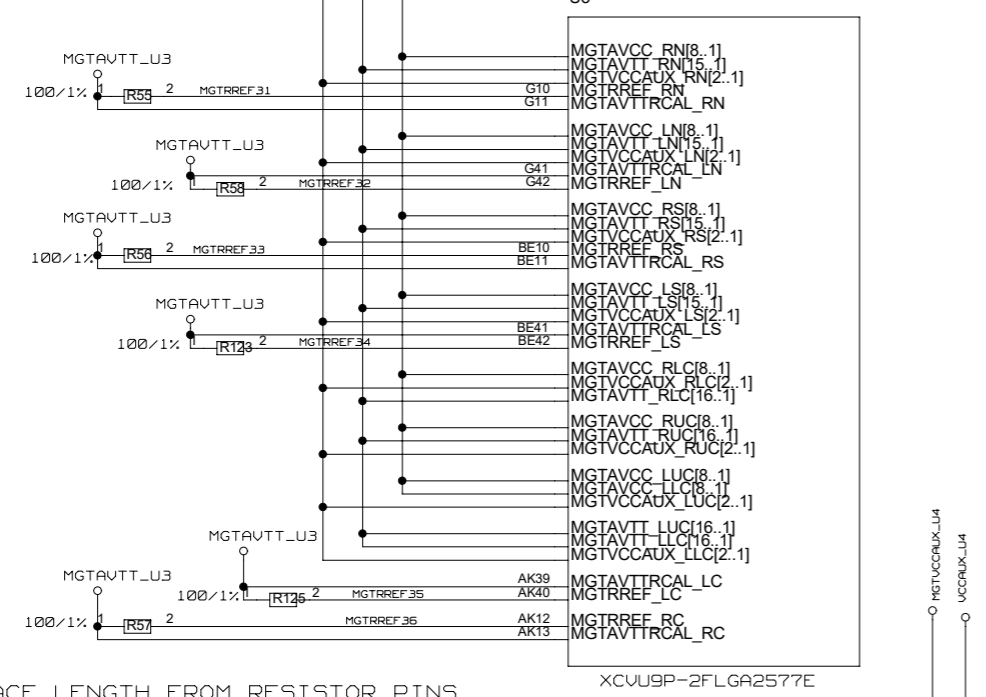 MGTAVCC_RN[8..1]
MGTAVTT_U3
MGTAVTT_RN[15..1]
MGTVCCAUX_RN[2..1]
100/1% 1 R55 2 MGTRREF31 G10 MGTRREF_RN
G11 MGTAVTTRCAL_RN
MGTAVCC_LN[8..1]
MGTAVTT_U3 MGTAVTT_LN[15..1]
MGTVCCAUX_LN[2..1]
G41 MGTAVTTRCAL_LN
100/1% 1 R58 2 MGTRREF32 G42 MGTRREF_LN
MGTAVCC_RS[8..1]
MGTAVTT_U3 MGTAVTT_RS[15..1]
MGTVCCAUX_RS[2..1]
100/1% 1 R56 2 MGTRREF33 BE10 MGTRREF_RS
BE11 MGTAVTTRCAL_RS
MGTAVCC_LS[8..1]
MGTAVTT_U3 MGTAVTT_LS[15..1]
MGTVCCAUX_LS[2..1]
BE41 MGTAVTTRCAL_LS
100/1% 1 R123 2 MGTRREF34 BE42 MGTRREF_LS
MGTAVCC_RLC[8..1]
MGTVCCAUX_RLC[2..1]
MGTAVTT_RLC[16..1]
MGTAVCC_RUC[8..1]
MGTAVTT_RUC[16..1]
MGTVCCAUX_RUC[2..1]
MGTAVCC_LUC[8..1]
MGTAVCC_LLC[8..1]
MGTVCCAUX_LUC[2..1]
MGTAVTT_LUC[16..1]
MGTAVTT_U3 MGTAVTT_LLC[16..1]
MGTVCCAUX_LLC[2..1]
MGTAVTT_U3 AK39 MGTAVTTRCAL_LC
100/1% 1 R125 2 MGTRREF35 AK40 MGTRREF_LC
100/1% 1 R57 2 MGTRREF36 AK12 MGTRREF_RC
AK13 MGTAVTTRCAL_RC
MGTVCCAUX_U4
VCCAUX_U4
XCVU9P-2FLGA2577E
LENGTH FROM RESISTOR PINS